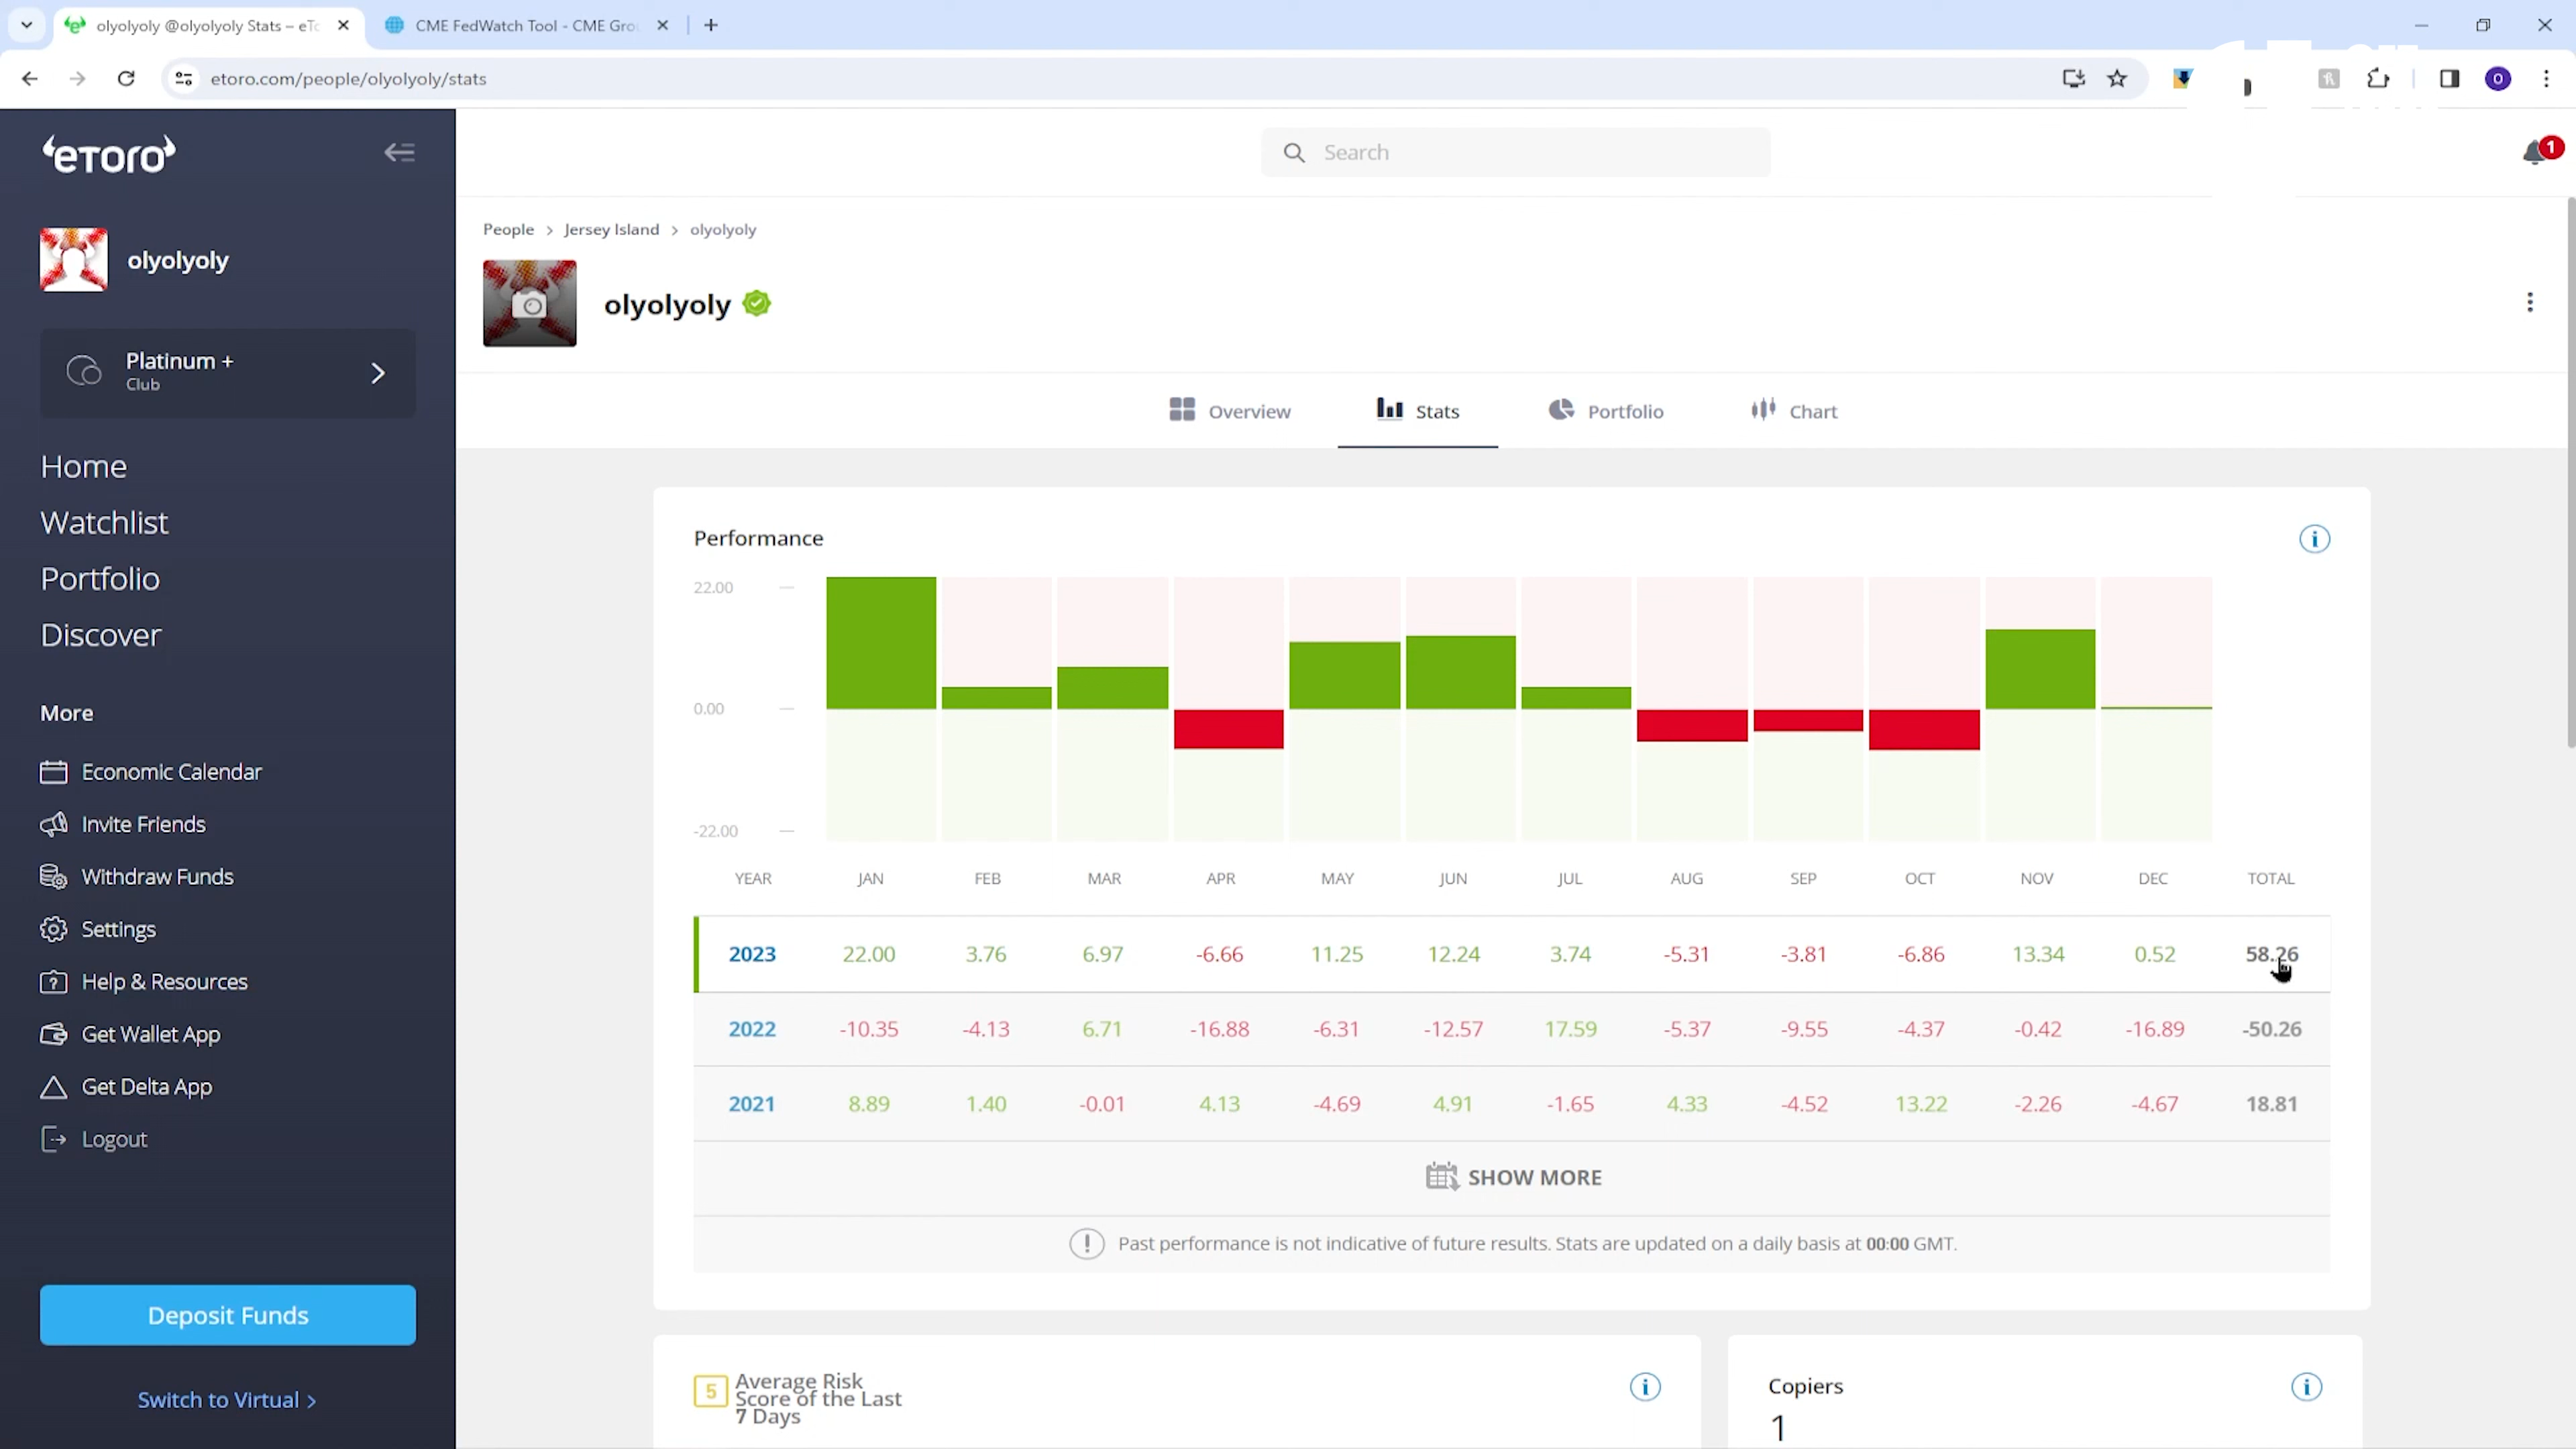 olyolyoly @olyolyoly Stats – eTo
CME FedWatch Tool - CME Gro
etoro.com/people/olyolyoly/stats
O
eToro
Search
1
olyolyoly
Platinum +
Club
Home
Watchlist
Portfolio
Discover
More
Economic Calendar
Invite Friends
Withdraw Funds
Settings
Help & Resources
Get Wallet App
Get Delta App
Logout
Deposit Funds
Switch to Virtual >
People > Jersey Island > olyolyoly
olyolyoly
Overview Stats Portfolio Chart
Performance
22.00
0.00
-22.00
YEAR JAN FEB MAR APR MAY JUN JUL AUG SEP OCT NOV DEC TOTAL
2023 22.00 3.76 6.97 -6.66 11.25 12.24 3.74 -5.31 -3.81 -6.86 13.34 0.52 58.26
2022 -10.35 -4.13 6.71 -16.88 -6.31 -12.57 17.59 -5.37 -9.55 -4.37 -0.42 -16.89 -50.26
2021 8.89 1.40 -0.01 4.13 -4.69 4.91 -1.65 4.33 -4.52 13.22 -2.26 -4.67 18.81
SHOW MORE
Past performance is not indicative of future results. Stats are updated on a daily basis at 00:00 GMT.
5
Average Risk
Score of the Last
7 Days
Copiers
1